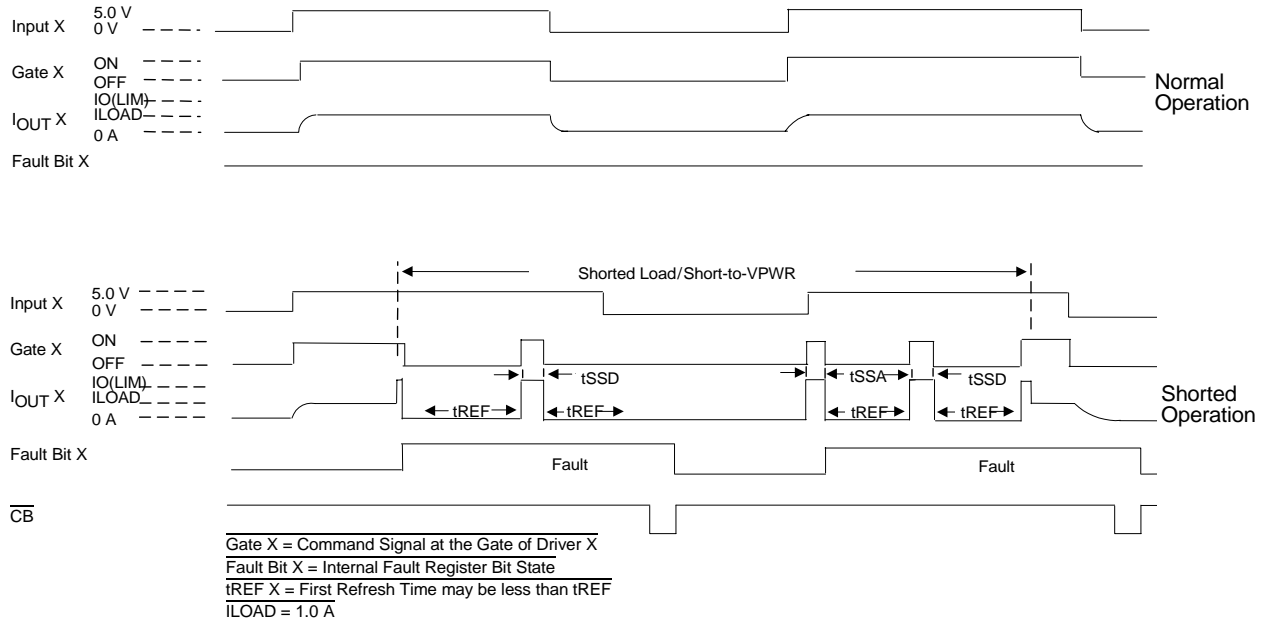 Input X 5.0 V
0 V
Gate X ON
OFF
IO(LIM)
IOUT X ILOAD
0 A
Fault Bit X
Normal
Operation
Shorted Load/Short-to-VPWR
Input X 5.0 V
0 V
Gate X ON
OFF
IO(LIM)
IOUT X ILOAD
0 A
tSSD tSSA tSSD
tREF tREF tREF tREF
Shorted
Operation
Fault Bit X
Fault Fault
CB
Gate X = Command Signal at the Gate of Driver X
Fault Bit X = Internal Fault Register Bit State
tREF X = First Refresh Time may be less than tREF
ILOAD = 1.0 A